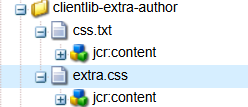 clientlib-extra-author
css.txt
jcr:content
extra.css
jcr:content